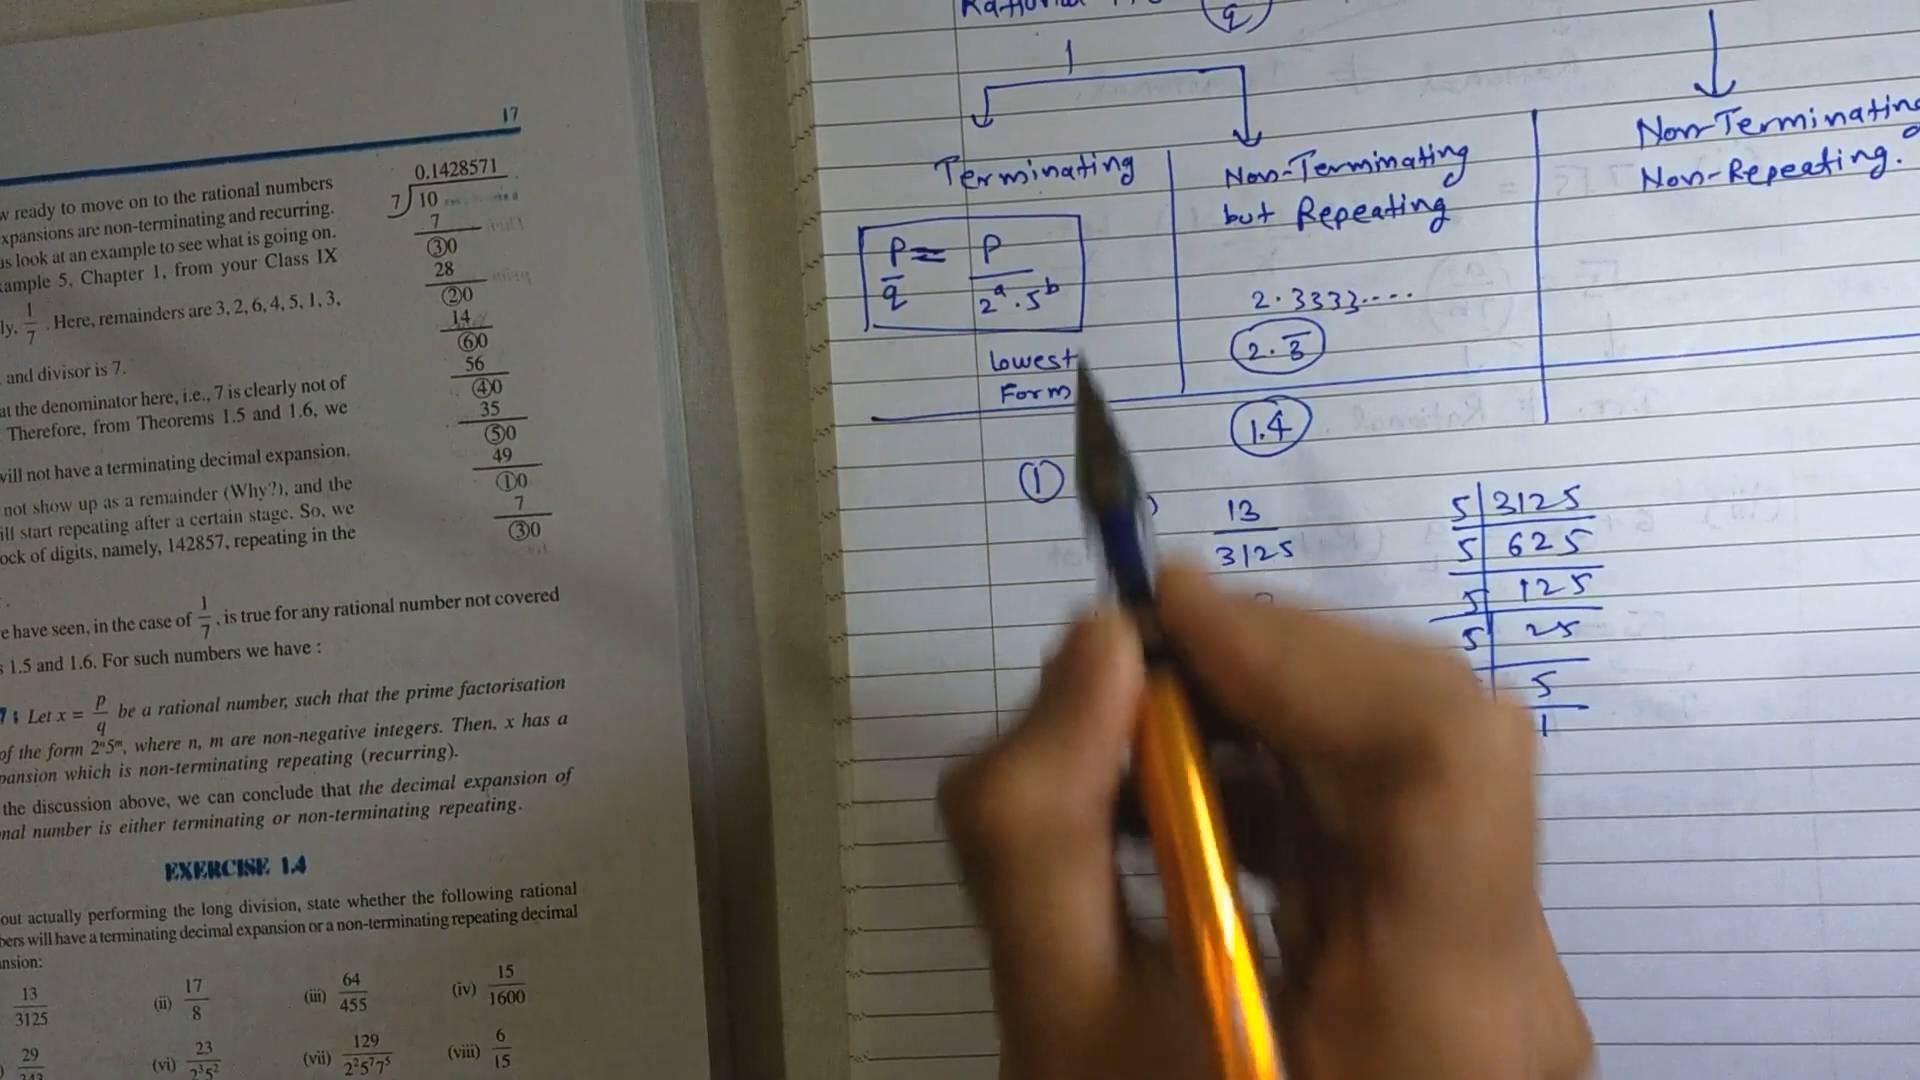 17
ready to move on to the rational numbers
xpansions are non-terminating and recurring.
us look at an example to see what is going on.
ample 5, Chapter 1, from your Class IX
ly, 1/7 . Here, remainders are 3, 2, 6, 4, 5, 1, 3,
and divisor is 7.
at the denominator here, i.e., 7 is clearly not of
Therefore, from Theorems 1.5 and 1.6, we
will not have a terminating decimal expansion.
not show up as a remainder (Why?), and the
ill start repeating after a certain stage. So, we
ock of digits, namely, 142857, repeating in the
0.1428571
7 10
7
30
28
20
14
60
56
40
35
50
49
10
7
30
e have seen, in the case of 1/7 , is true for any rational number not covered
s 1.5 and 1.6. For such numbers we have :
7 : Let x = p/q be a rational number, such that the prime factorisation
of the form 2ⁿ5ᵐ, where n, m are non-negative integers. Then, x has a
pansion which is non-terminating repeating (recurring).
the discussion above, we can conclude that the decimal expansion of
nal number is either terminating or non-terminating repeating.
EXERCISE 1.4
out actually performing the long division, state whether the following rational
bers will have a terminating decimal expansion or a non-terminating repeating decimal
ansion:
13/3125 (ii) 17/8 (iii) 64/455 (iv) 15/1600
29/343 (vi) 23/2³5² (vii) 129/2²5⁷7⁵ (viii) 6/15
Rational
q
Terminating
p/q = p/2ᵃ·5ᵇ
Lowest
Form
Non-Terminating
but Repeating
2.3333....
2.3̅
Non-Terminating
Non-Repeating.
1.4
1
13
3125
5 3125
5 625
5 125
5 25
5
1